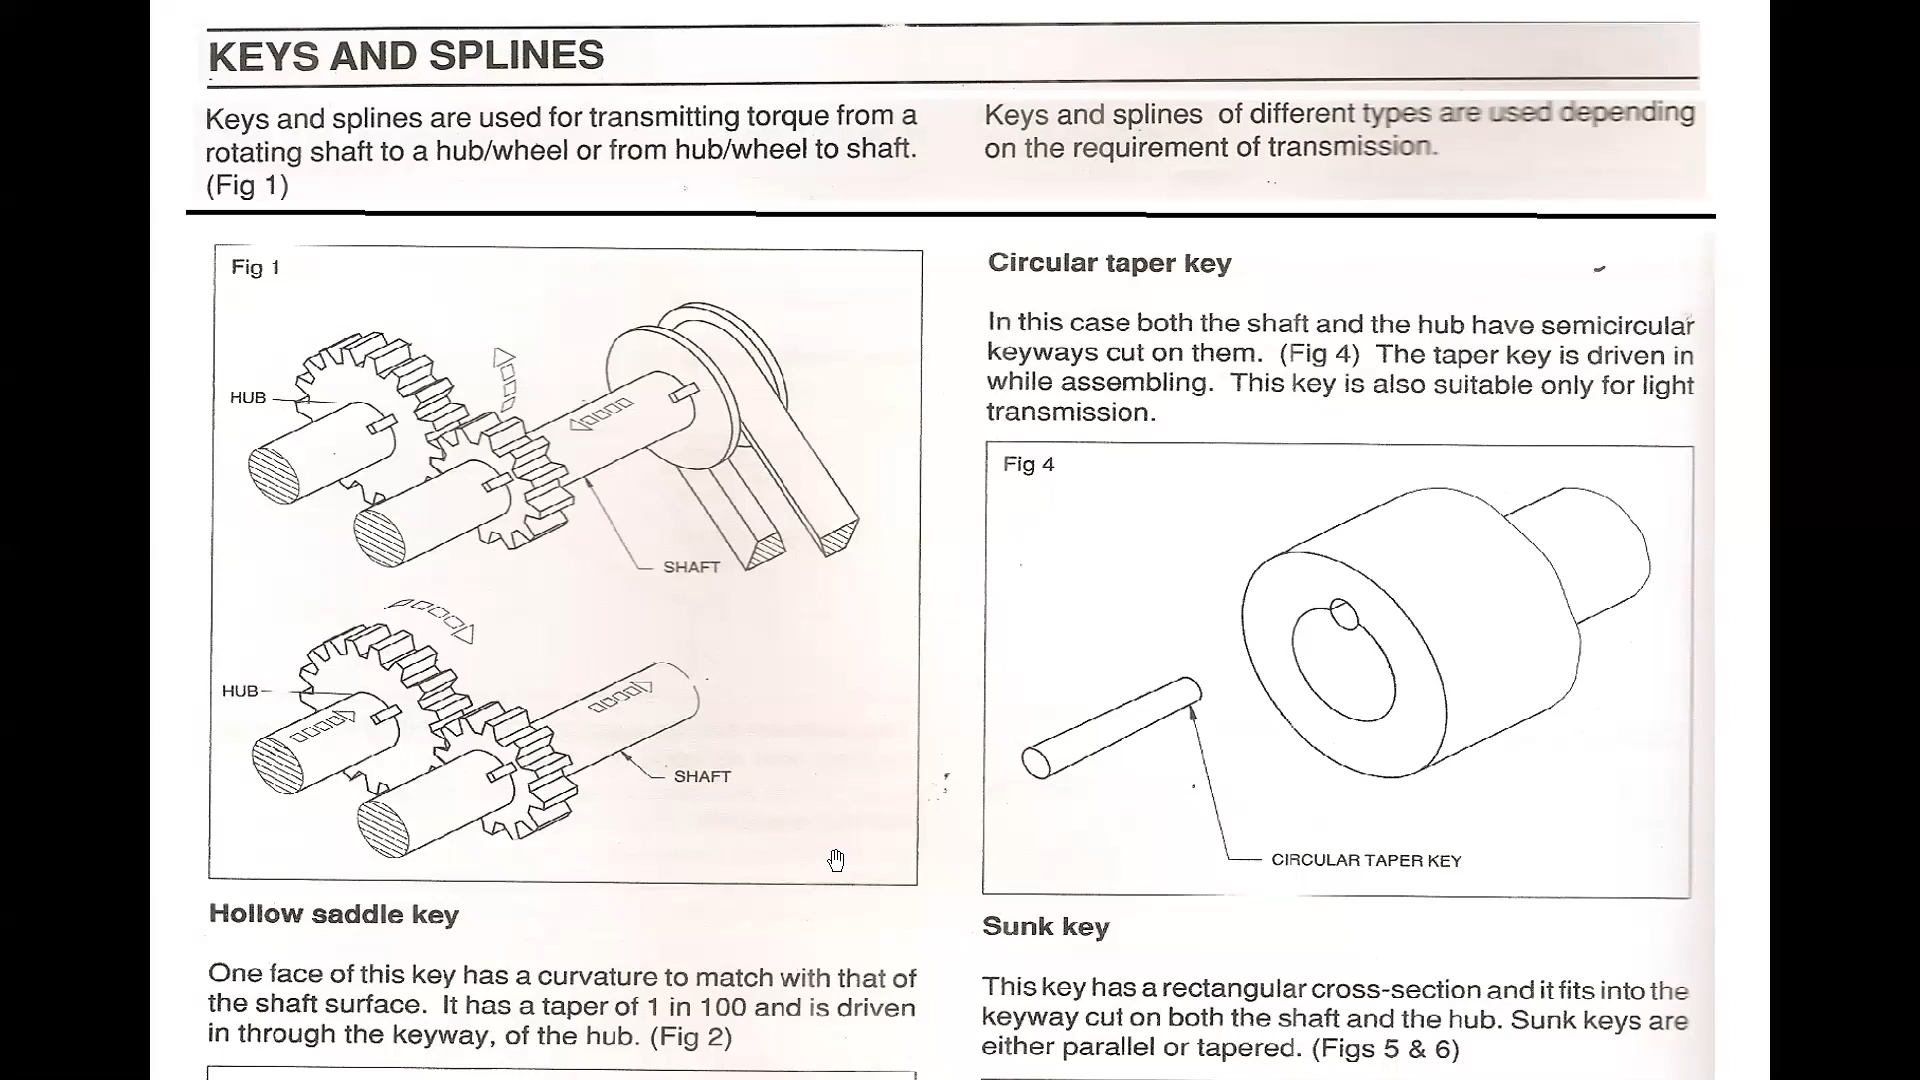 KEYS AND SPLINES
Keys and splines are used for transmitting torque from a
rotating shaft to a hub/wheel or from hub/wheel to shaft.
(Fig 1)
Keys and splines of different types are used depending
on the requirement of transmission.
Fig 1
HUB
SHAFT
HUB
SHAFT
Hollow saddle key
One face of this key has a curvature to match with that of
the shaft surface. It has a taper of 1 in 100 and is driven
in through the keyway, of the hub. (Fig 2)
Circular taper key
In this case both the shaft and the hub have semicircular
keyways cut on them. (Fig 4) The taper key is driven in
while assembling. This key is also suitable only for light
transmission.
Fig 4
CIRCULAR TAPER KEY
Sunk key
This key has a rectangular cross-section and it fits into the
keyway cut on both the shaft and the hub. Sunk keys are
either parallel or tapered. (Figs 5 & 6)